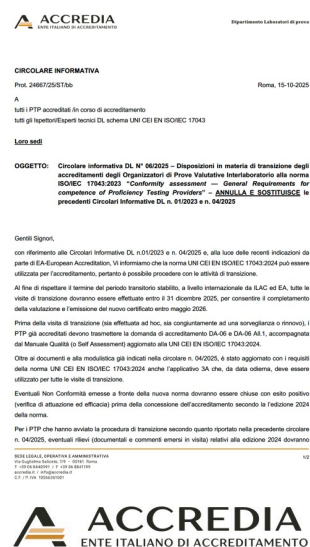 ACCREDIA
ENTE ITALIANO DI ACCREDITAMENTO
Dipartimento Laboratori di prova
CIRCOLARE INFORMATIVA
Prot. 24667/25/ST/bb Roma, 15-10-2025
A
tutti i PTP accreditati /in corso di accreditamento
tutti gli Ispettori/Esperti tecnici DL schema UNI CEI EN ISO/IEC 17043
Loro sedi
OGGETTO: Circolare informativa DL N° 06/2025 – Disposizioni in materia di transizione degli
accreditamenti degli Organizzatori di Prove Valutative Interlaboratorio alla norma
ISO/IEC 17043:2023 “Conformity assessment — General Requirements for
competence of Proficiency Testing Providers” – ANNULLA E SOSTITUISCE le
precedenti Circolari Informative DL n. 01/2023 e n. 04/2025
Gentili Signori,
con riferimento alle Circolari Informative DL n.01/2023 e n. 04/2025 e, alla luce delle recenti indicazioni da
parte di EA-European Accreditation, Vi informiamo che la norma UNI CEI EN ISO/IEC 17043:2024 può essere
utilizzata per l'accreditamento, pertanto è possibile procedere con le attività di transizione.
Al fine di rispettare il termine del periodo transitorio stabilito, a livello internazionale da ILAC ed EA, tutte le
visite di transizione dovranno essere effettuate entro il 31 dicembre 2025, per consentire il completamento
della valutazione e l'emissione del nuovo certificato entro maggio 2026.
Prima della visita di transizione (sia effettuata ad hoc, sia congiuntamente ad una sorveglianza o rinnovo), i
PTP già accreditati devono trasmettere la domanda di accreditamento DA-06 e DA-06 All.1, accompagnata
dal Manuale Qualità (o Self Assessment) aggiornato alla UNI CEI EN ISO/IEC 17043:2024.
Oltre ai documenti e alla modulistica già indicati nella circolare n. 04/2025, è stato aggiornato con i requisiti
della norma UNI CEI EN ISO/IEC 17043:2024 anche l'applicativo 3A che, da data odierna, deve essere
utilizzato per tutte le visite di transizione.
Eventuali Non Conformità emesse a fronte della nuova norma dovranno essere chiuse con esito positivo
(verifica di attuazione ed efficacia) prima della concessione dell'accreditamento secondo la l'edizione 2024
della norma.
Per i PTP che hanno avviato la procedura di transizione secondo quanto riportato nella precedente circolare
n. 04/2025, eventuali rilievi (documentali e commenti emersi in visita) relativi alla edizione 2024 dovranno
SEDE LEGALE, OPERATIVA E AMMINISTRATIVA 1/2
Via Guglielmo Saliceto, 7/9 – 00161 Roma
T +39 06 8440991 / F +39 06 8841199
accredia.it / info@accredia.it
C.F. / P. IVA 10566361001
ACCREDIA
ENTE ITALIANO DI ACCREDITAMENTO